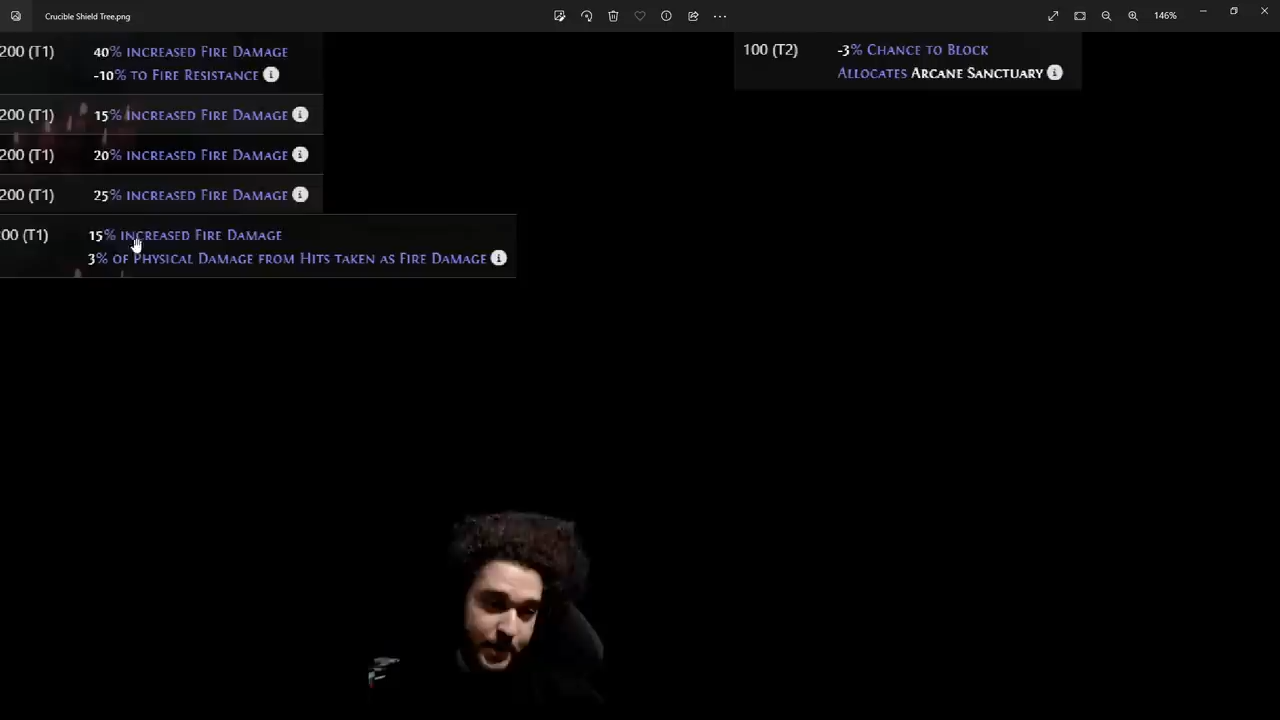 Crucible Shield Tree.png
146%
200 (T1) 40% INCREASED FIRE DAMAGE
-10% TO FIRE RESISTANCE
200 (T1) 15% INCREASED FIRE DAMAGE
200 (T1) 20% INCREASED FIRE DAMAGE
200 (T1) 25% INCREASED FIRE DAMAGE
00 (T1) 15% INCREASED FIRE DAMAGE
3% OF PHYSICAL DAMAGE FROM HITS TAKEN AS FIRE DAMAGE
100 (T2) -3% CHANCE TO BLOCK
ALLOCATES ARCANE SANCTUARY